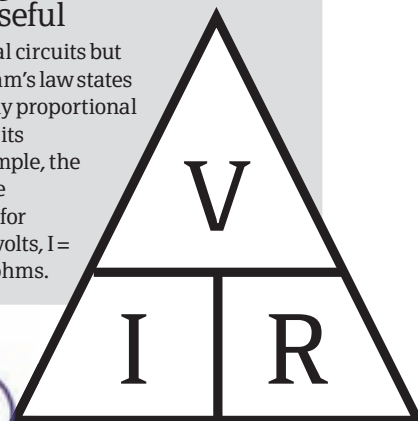 seful
al circuits but
m's law states
y proportional
its
mple, the
e
for
volts, I =
ohms.
V
I R